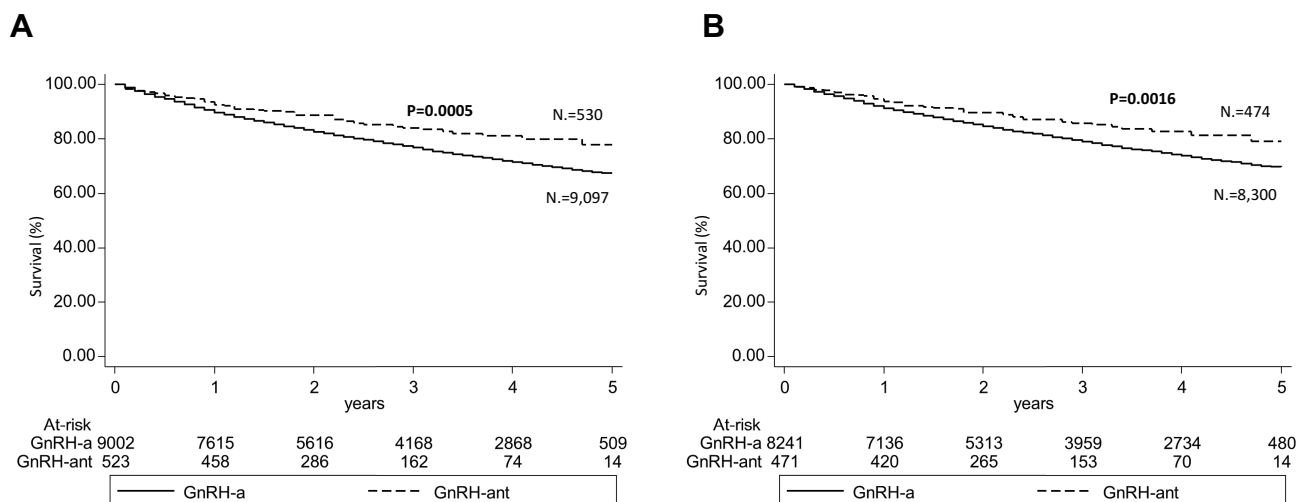 A
100.00
80.00
60.00
40.00
20.00
0.00
Survival (%)
P=0.0005
N.=530
N.=9,097
0 1 2 3 4 5
years
At-risk
GnRH-a 9002 7615 5616 4168 2868 509
GnRH-ant 523 458 286 162 74 14
GnRH-a GnRH-ant
B
100.00
80.00
60.00
40.00
20.00
0.00
Survival (%)
P=0.0016
N.=474
N.=8,300
0 1 2 3 4 5
years
At-risk
GnRH-a 8241 7136 5313 3959 2734 480
GnRH-ant 471 420 265 153 70 14
GnRH-a GnRH-ant